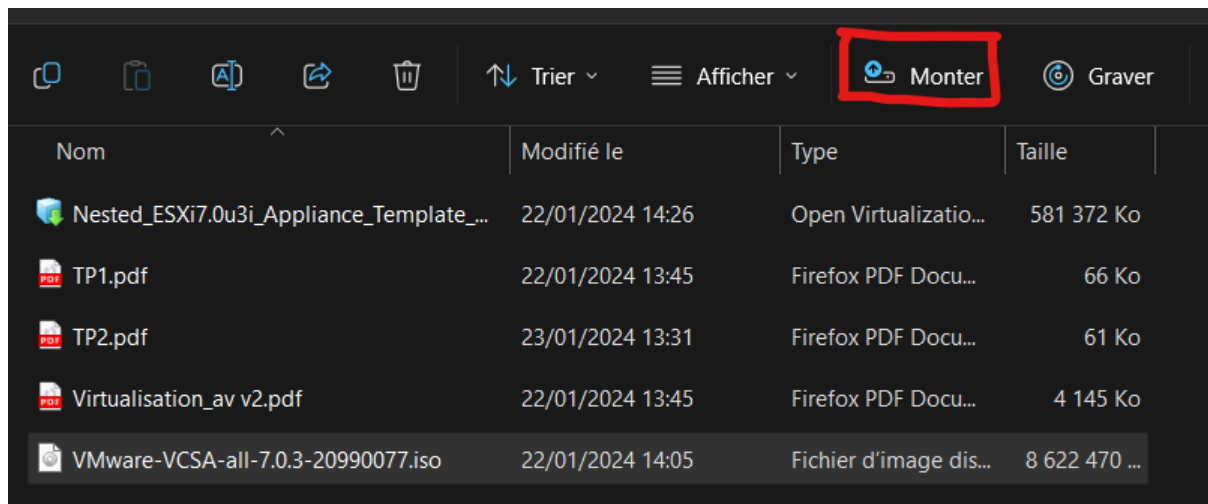 Trier Afficher Monter Graver
Nom Modifié le Type Taille
Nested_ESXi7.0u3i_Appliance_Template_... 22/01/2024 14:26 Open Virtualizatio... 581 372 Ko
PDF TP1.pdf 22/01/2024 13:45 Firefox PDF Docu... 66 Ko
PDF TP2.pdf 23/01/2024 13:31 Firefox PDF Docu... 61 Ko
PDF Virtualisation_av v2.pdf 22/01/2024 13:45 Firefox PDF Docu... 4 145 Ko
VMware-VCSA-all-7.0.3-20990077.iso 22/01/2024 14:05 Fichier d’image dis... 8 622 470 ...